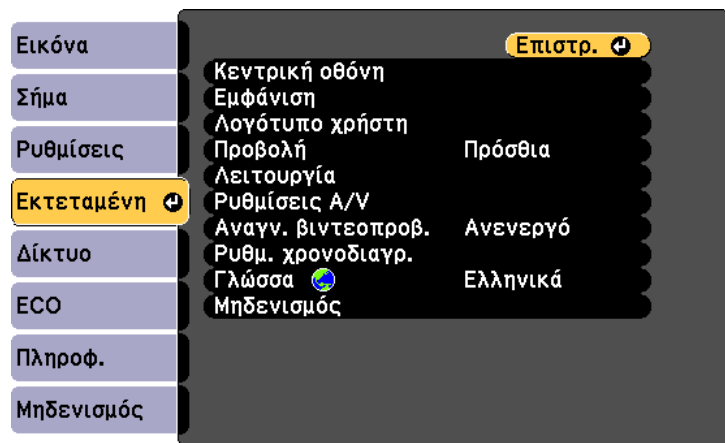 Εικόνα
Σήμα
Ρυθμίσεις
Εκτεταμένη
Δίκτυο
ECO
Πληροφ.
Μηδενισμός
Επιστρ.
Κεντρική οθόνη
Εμφάνιση
Λογότυπο χρήστη
Προβολή Πρόσθια
Λειτουργία
Ρυθμίσεις A/V
Αναγν. βιντεοπροβ. Ανενεργό
Ρυθμ. χρονοδιαγρ.
Γλώσσα Ελληνικά
Μηδενισμός